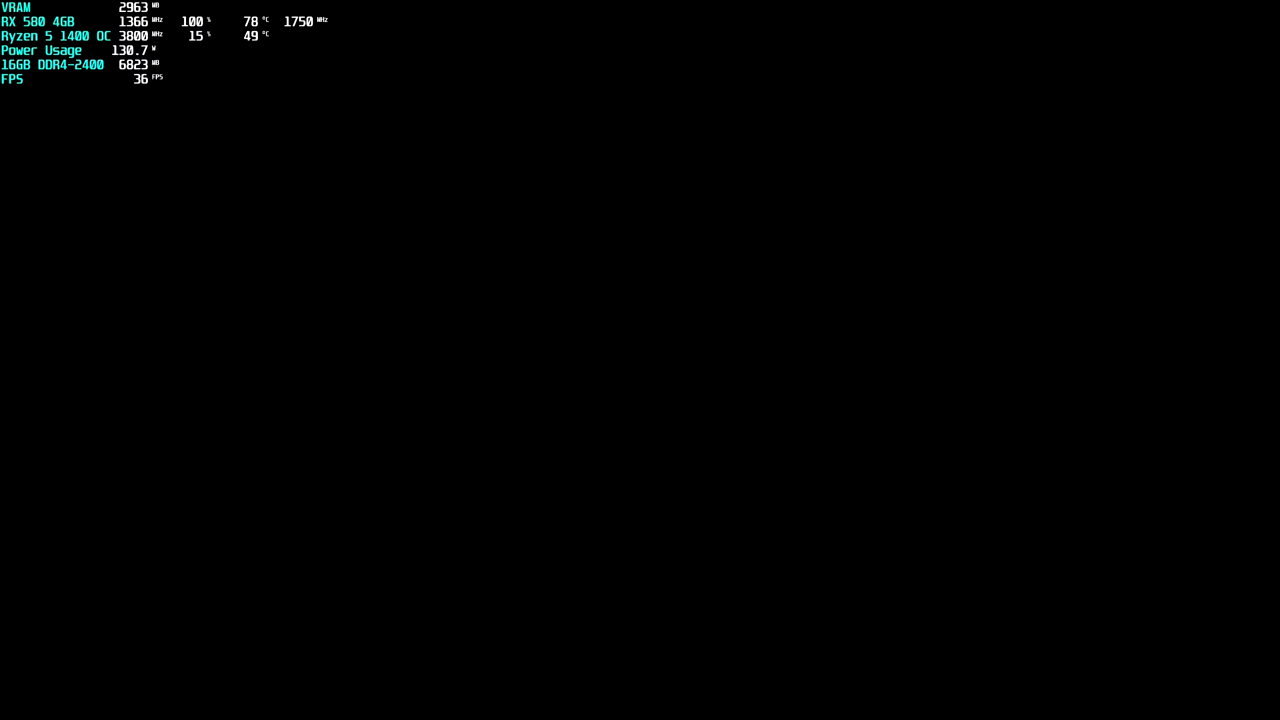 VRAM 2963 MB
RX 580 4GB 1366 MHz 100 % 78 °C 1750 MHz
Ryzen 5 1400 OC 3800 MHz 15 % 49 °C
Power Usage 130.7 W
16GB DDR4-2400 6823 MB
FPS 36 FPS